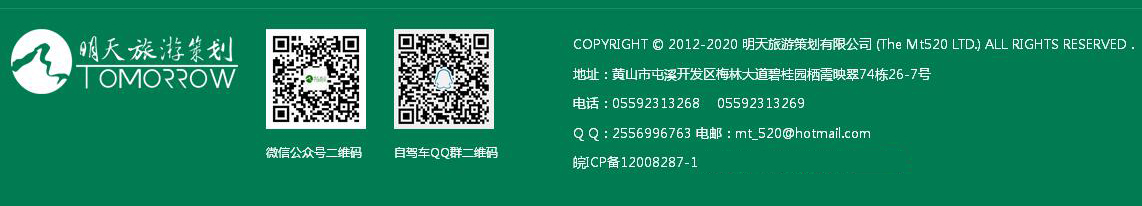 明天旅游策划
TOMORROW
微信公众号二维码
自驾车QQ群二维码
COPYRIGHT © 2012-2020 明天旅游策划有限公司 (The Mt520 LTD.) ALL RIGHTS RESERVED .
地址：黄山市屯溪开发区梅林大道碧桂园栖霞映翠74栋26-7号
电话：05592313268 05592313269
Q Q：2556996763 电邮：mt_520@hotmail.com
皖ICP备12008287-1